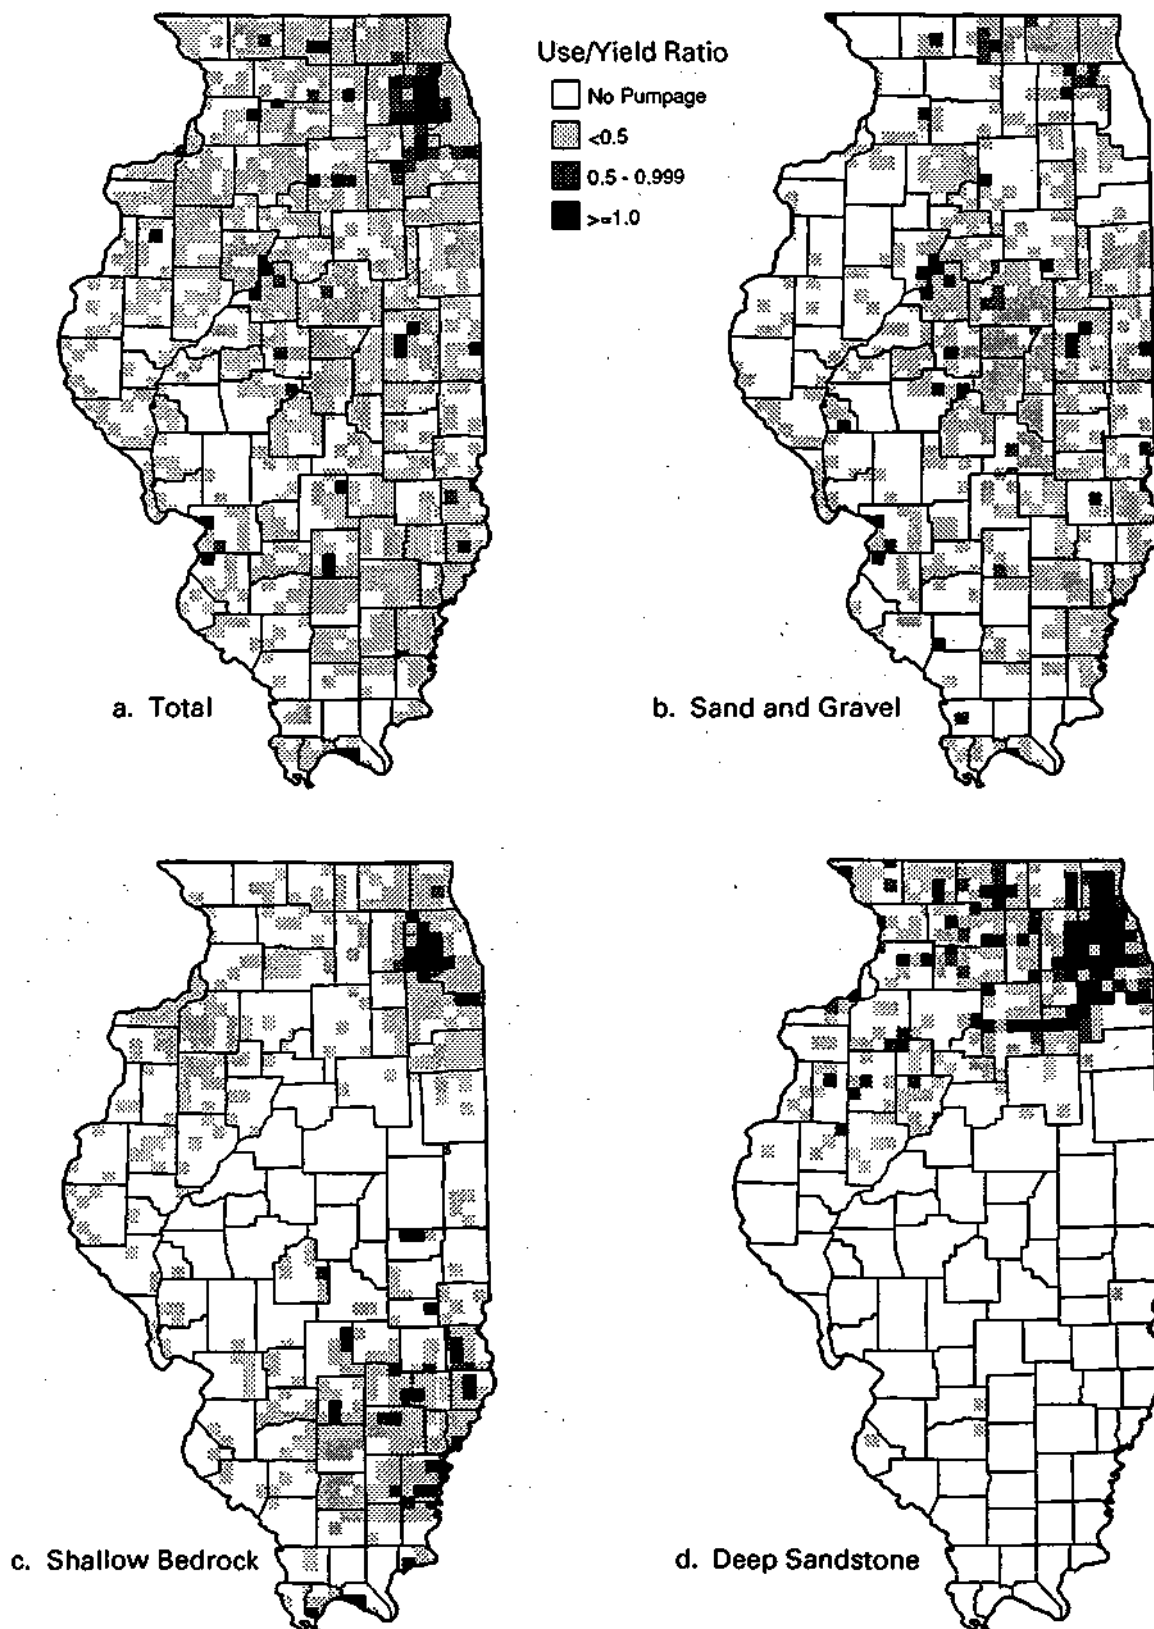 Use/Yield Ratio
No Pumpage
<0.5
0.5 - 0.999
>=1.0
a. Total
b. Sand and Gravel
c. Shallow Bedrock
d. Deep Sandstone